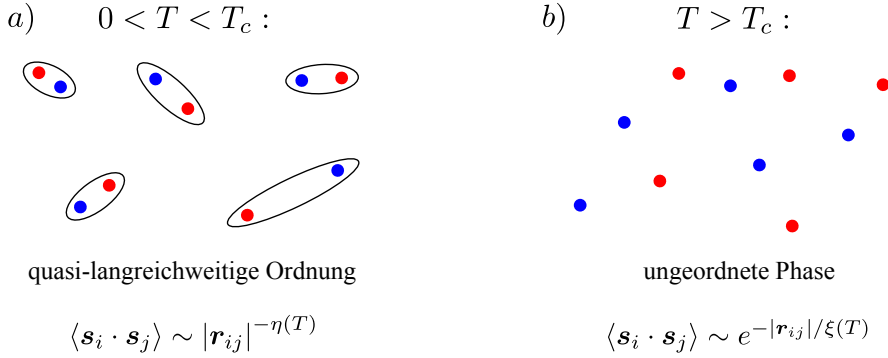 a) 0 < T < T_c :
b) T > T_c :
quasi-langreichweitige Ordnung
ungeordnete Phase
⟨s_i · s_j⟩ ∼ |r_ij|^{−η(T)}
⟨s_i · s_j⟩ ∼ e^{−|r_ij|/ξ(T)}